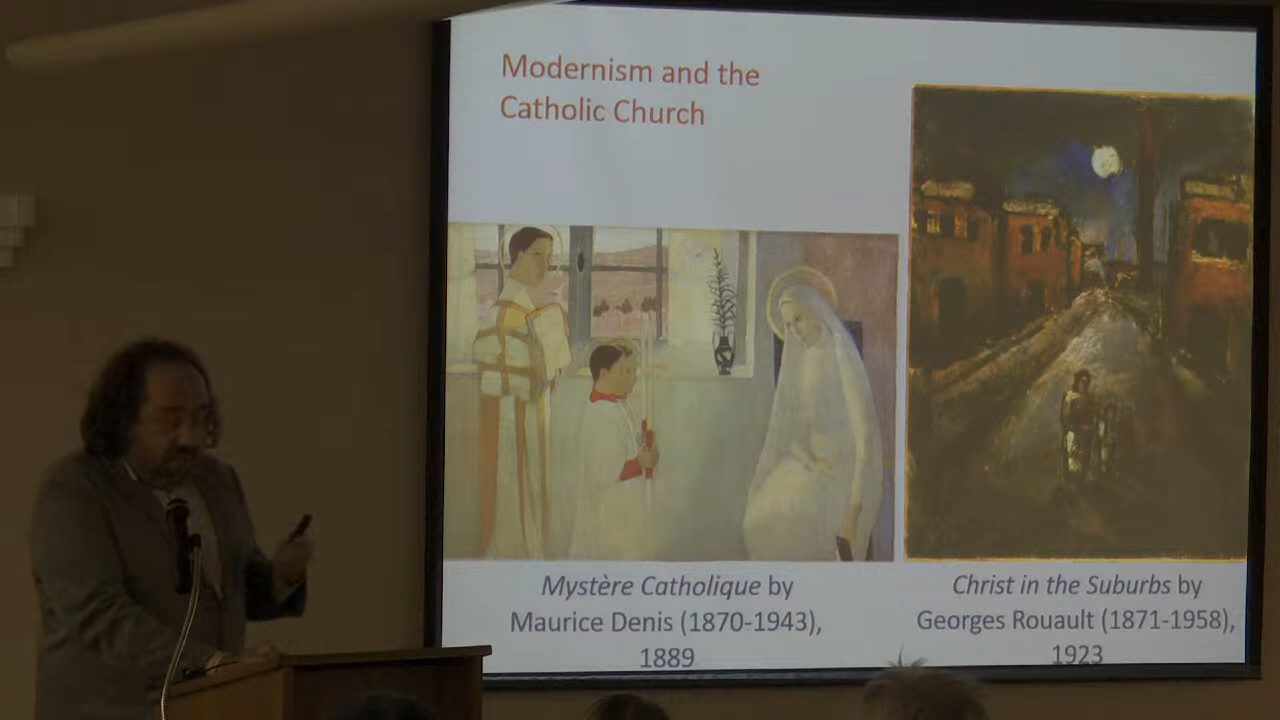 Modernism and the
Catholic Church
Mystère Catholique by
Maurice Denis (1870-1943),
1889
Christ in the Suburbs by
Georges Rouault (1871-1958),
1923